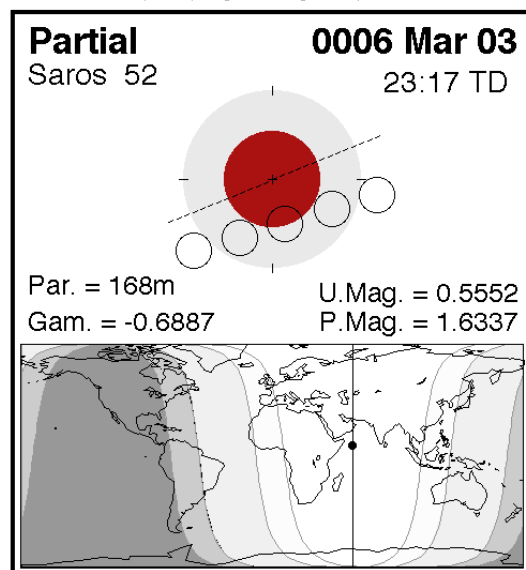 Partial 0006 Mar 03
Saros 52 23:17 TD
Par. = 168m U.Mag. = 0.5552
Gam. = -0.6887 P.Mag. = 1.6337